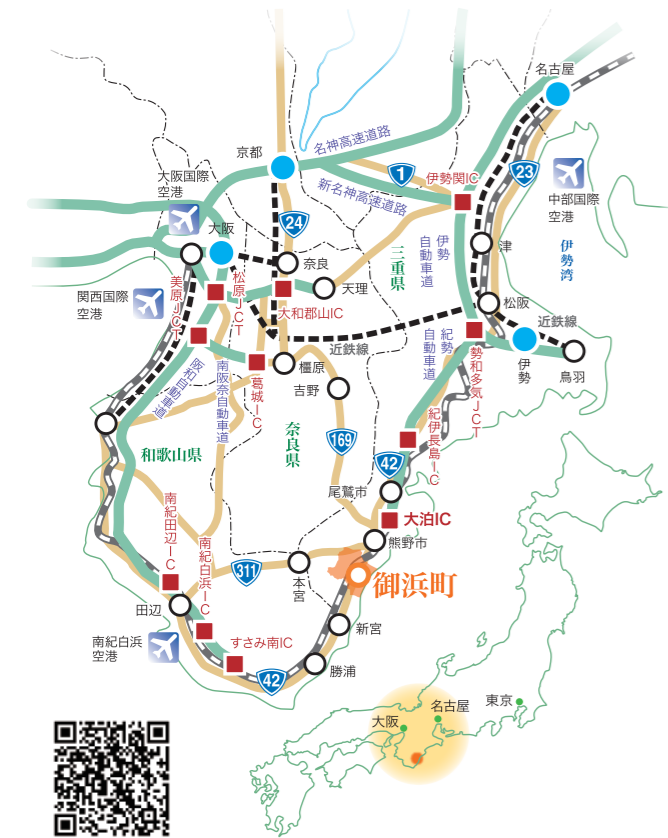 名古屋
名神高速道路
京都
大阪国際
空港
1
伊勢関IC
23
中部国際
空港
新名神高速道路
24
大阪
津
伊勢
自動車道
三重県
伊勢湾
奈良
天理
関西国際
空港
美原JCT
松原JCT
大和郡山IC
松阪
近鉄線
紀勢
自動車道
近鉄線
勢和多気JCT
伊勢
鳥羽
阪和自動車道
南阪奈自動車道
葛城IC
橿原
吉野
紀伊長島IC
奈良県
169
和歌山県
42
尾鷲市
南紀田辺IC
大泊IC
南紀白浜IC
熊野市
311
本宮
御浜町
田辺
新宮
南紀白浜
空港
すさみ南IC
勝浦
42
東京
名古屋
大阪